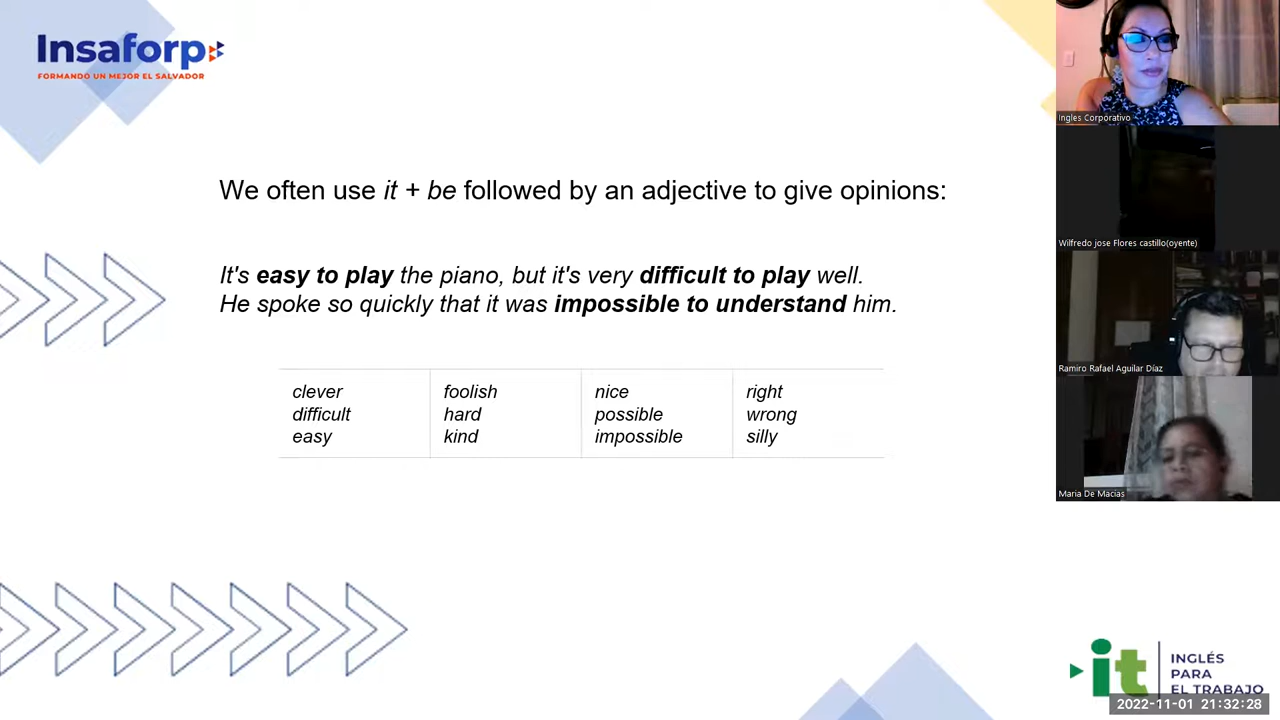 Insaforp
FORMANDO UN MEJOR EL SALVADOR
We often use it + be followed by an adjective to give opinions:
It's easy to play the piano, but it's very difficult to play well.
He spoke so quickly that it was impossible to understand him.
clever foolish nice right
difficult hard possible wrong
easy kind impossible silly
Ingles Corporativo
Wilfredo jose Flores castillo(oyente)
Ramiro Rafael Aguilar Díaz
Maria De Macias
it INGLÉS
PARA
EL TRABAJO
2022-11-01 21:32:28